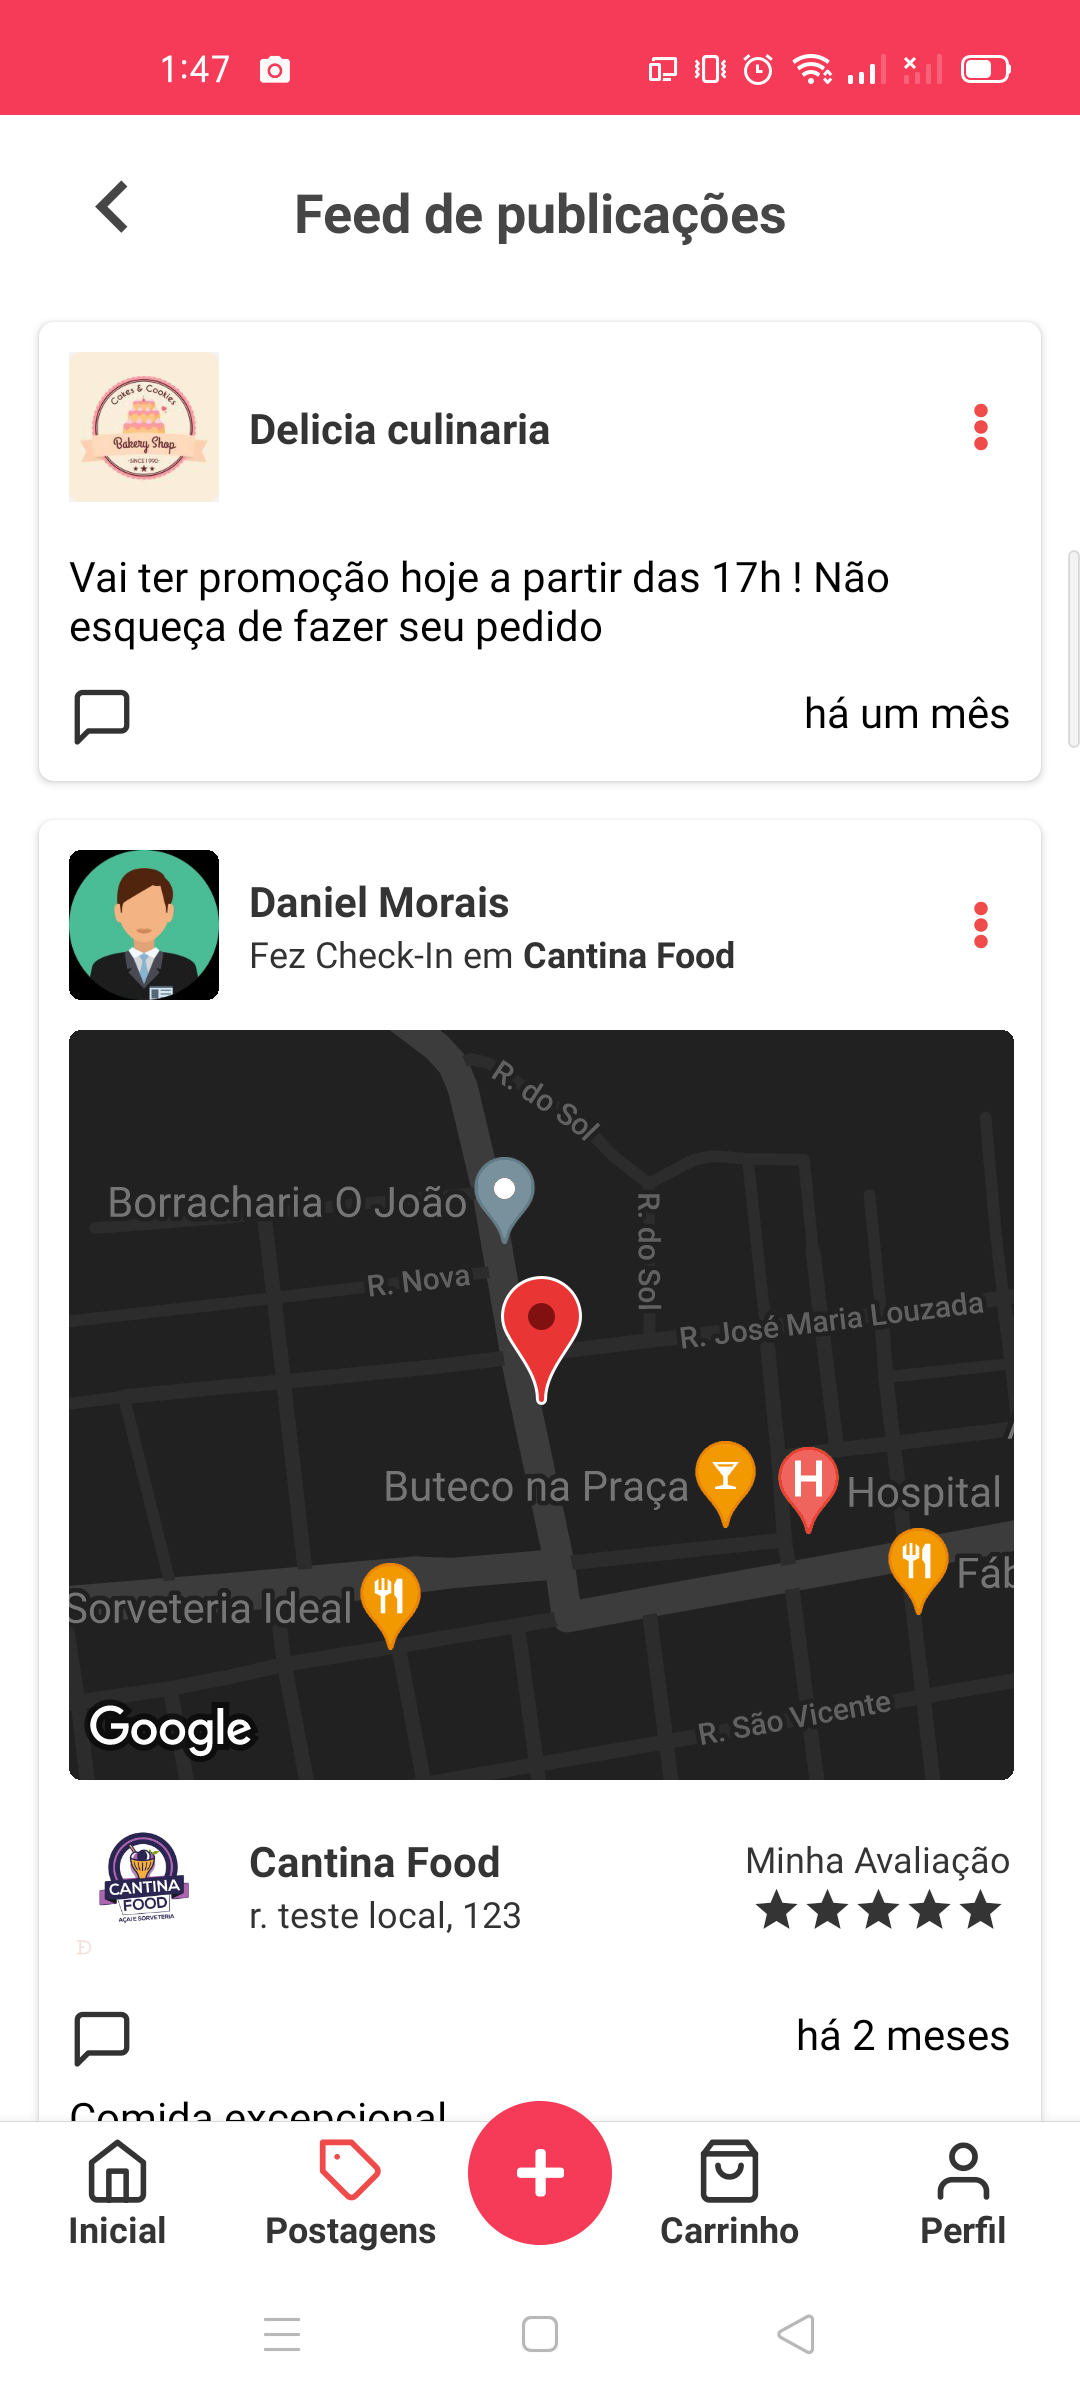 1:47
Feed de publicações
Cakes & Cookies
Bakery Shop
SINCE 1990
Delicia culinaria
Vai ter promoção hoje a partir das 17h ! Não
esqueça de fazer seu pedido
há um mês
Daniel Morais
Fez Check-In em Cantina Food
R. do Sol
Borracharia O João
R. do Sol
R. Nova
R. José Maria Louzada
Buteco na Praça
H
Hospital
Fáb
Sorveteria Ideal
R. São Vicente
Google
CANTINA
FOOD
AÇAÍ E SORVETERIA
Cantina Food
r. teste local, 123
Minha Avaliação
há 2 meses
Comida excepcional
Inicial
Postagens
Carrinho
Perfil